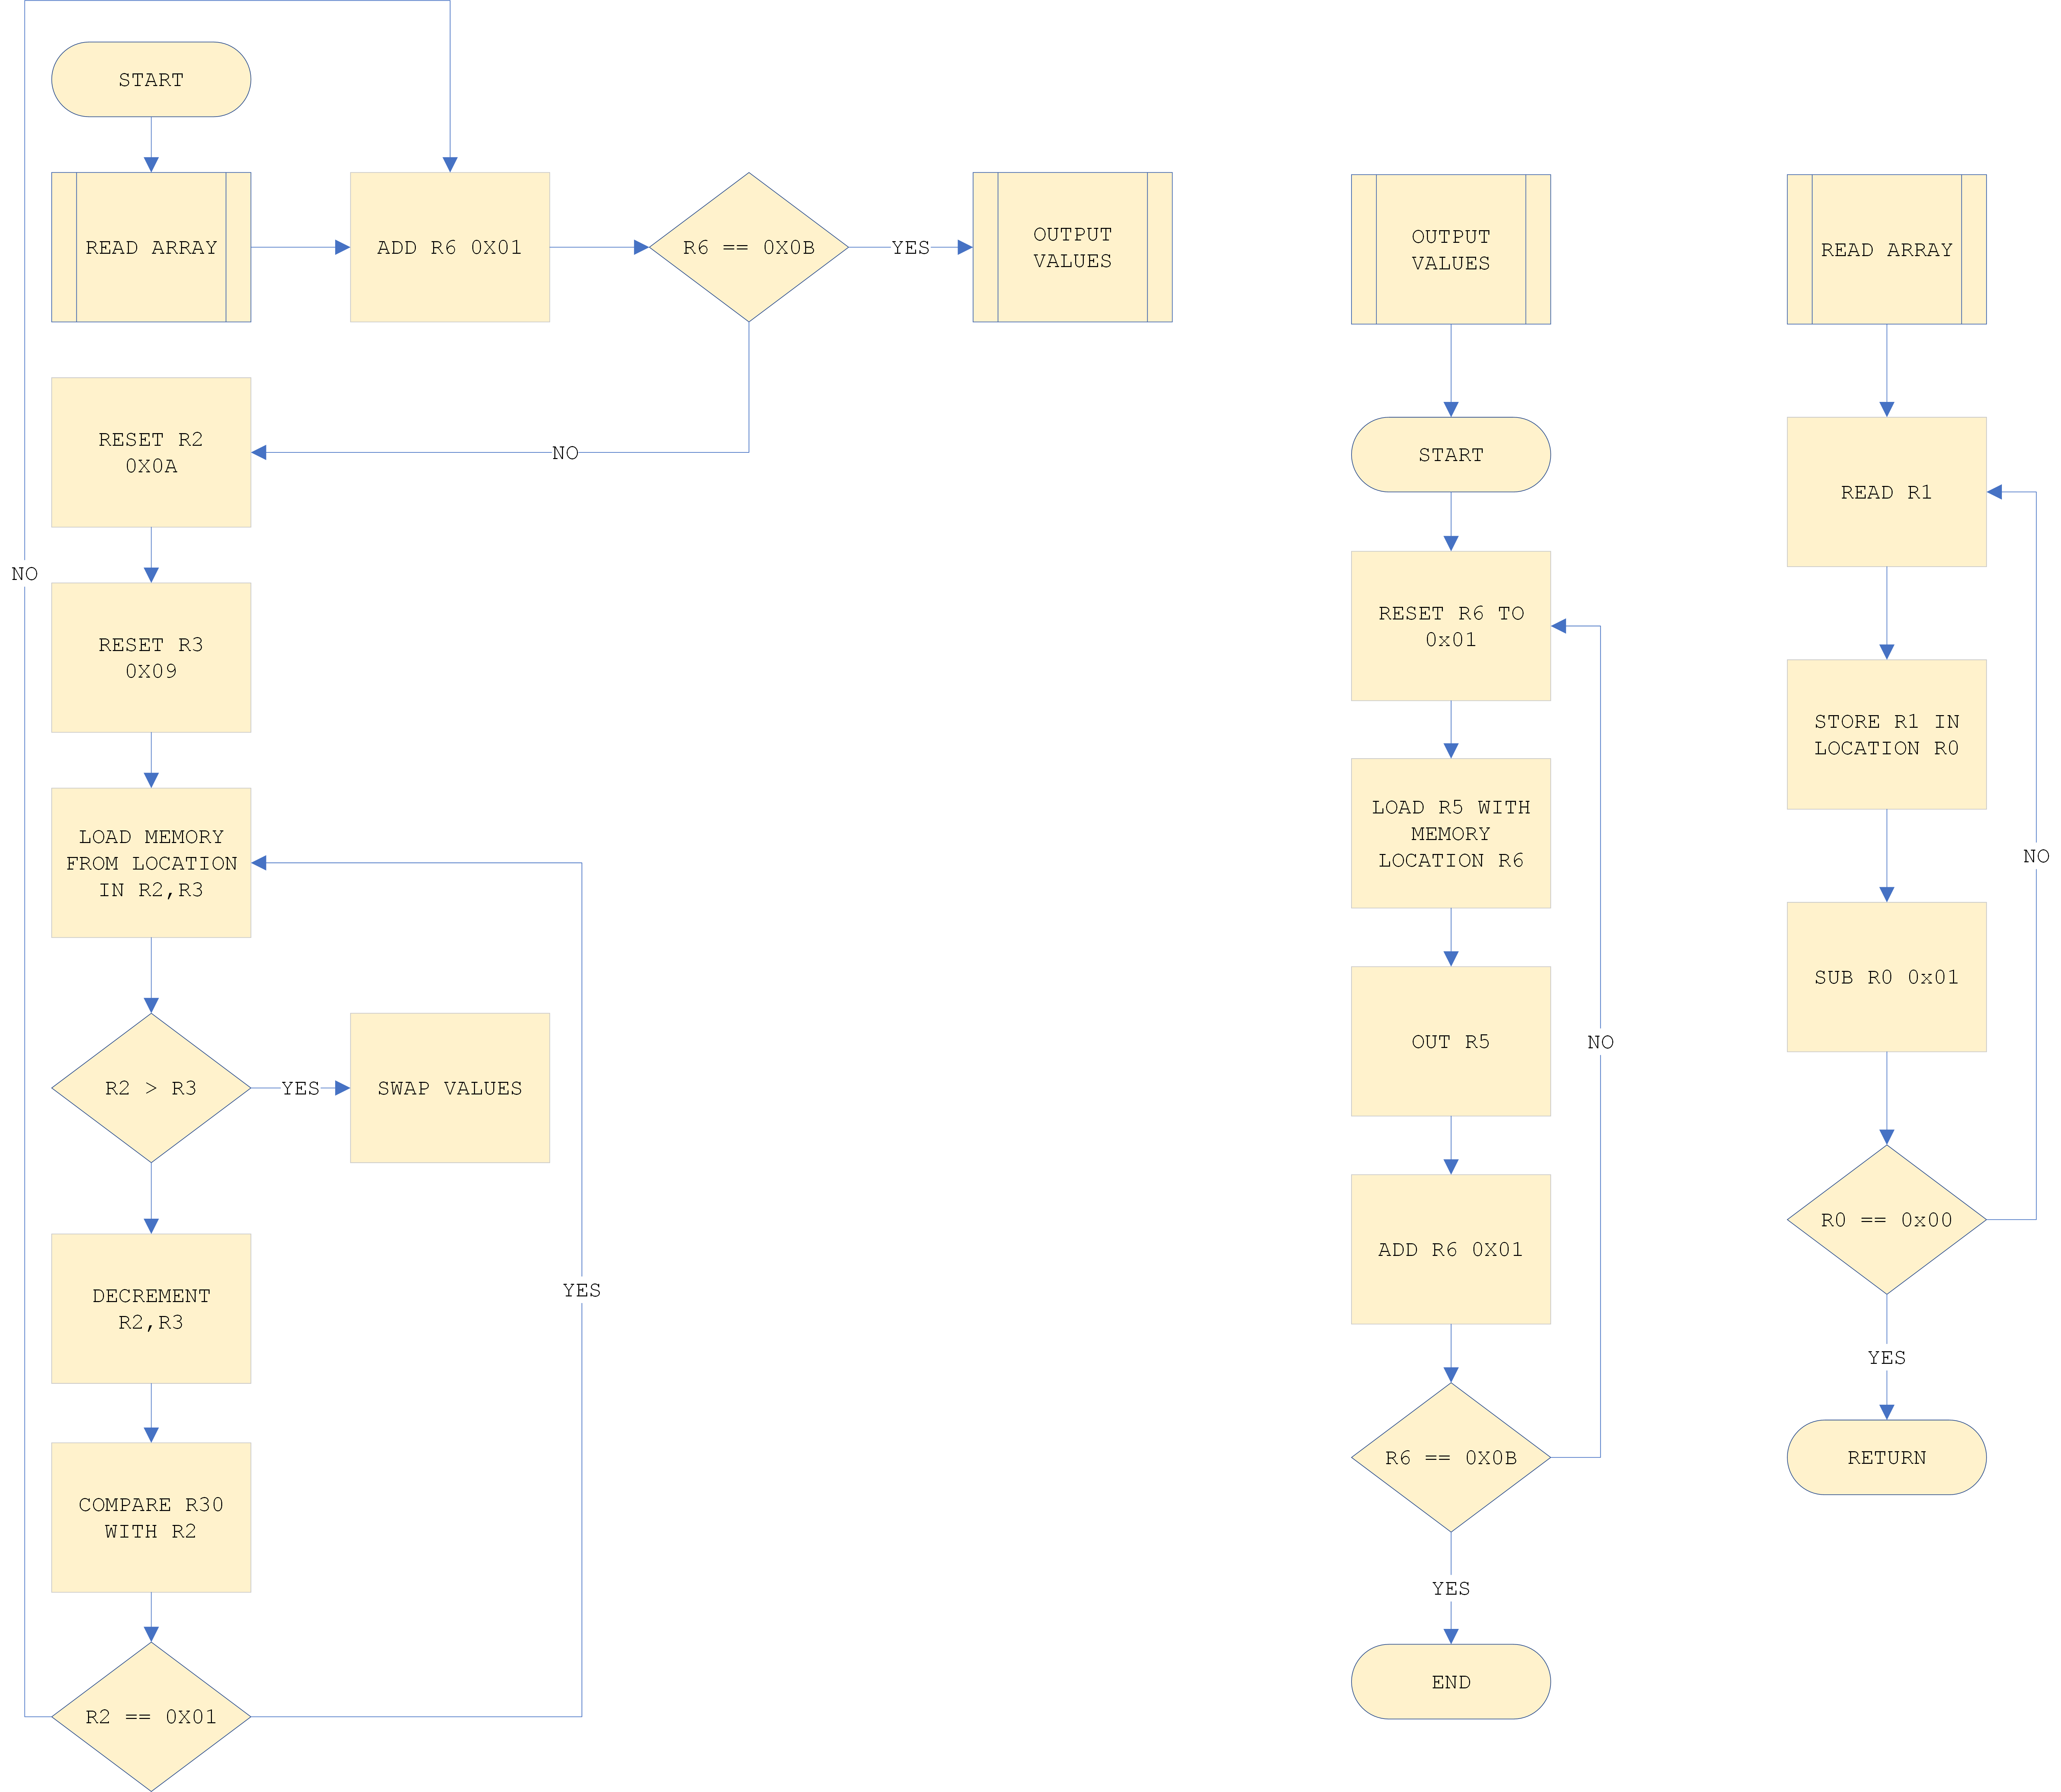 START
READ ARRAY
ADD R6 0X01
R6 == 0X0B
YES
OUTPUT
VALUES
NO
RESET R2
0X0A
RESET R3
0X09
NO
LOAD MEMORY
FROM LOCATION
IN R2,R3
R2 > R3
YES
SWAP VALUES
DECREMENT
R2,R3
YES
COMPARE R30
WITH R2
R2 == 0X01
OUTPUT
VALUES
START
RESET R6 TO
0x01
LOAD R5 WITH
MEMORY
LOCATION R6
OUT R5
NO
ADD R6 0X01
R6 == 0X0B
YES
END
READ ARRAY
READ R1
STORE R1 IN
LOCATION R0
NO
SUB R0 0x01
R0 == 0x00
YES
RETURN